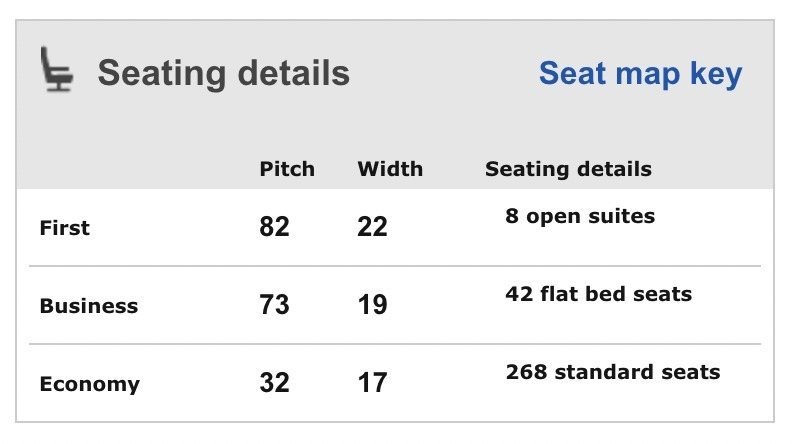 Seating details Seat map key
Pitch Width Seating details
First 82 22 8 open suites
Business 73 19 42 flat bed seats
Economy 32 17 268 standard seats